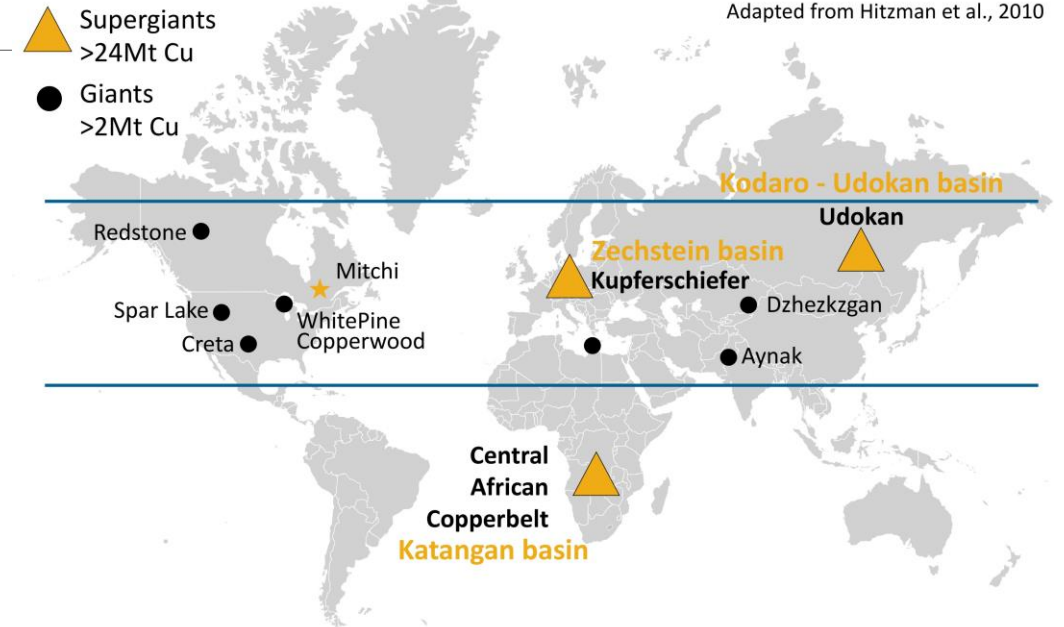 Supergiants
>24Mt Cu
Giants
>2Mt Cu
Adapted from Hitzman et al., 2010
Kodaro - Udokan basin
Udokan
Redstone
Zechstein basin
Kupferschiefer
Mitchi
Spar Lake
WhitePine
Copperwood
Dzhezkzgan
Creta
Aynak
Central
African
Copperbelt
Katangan basin